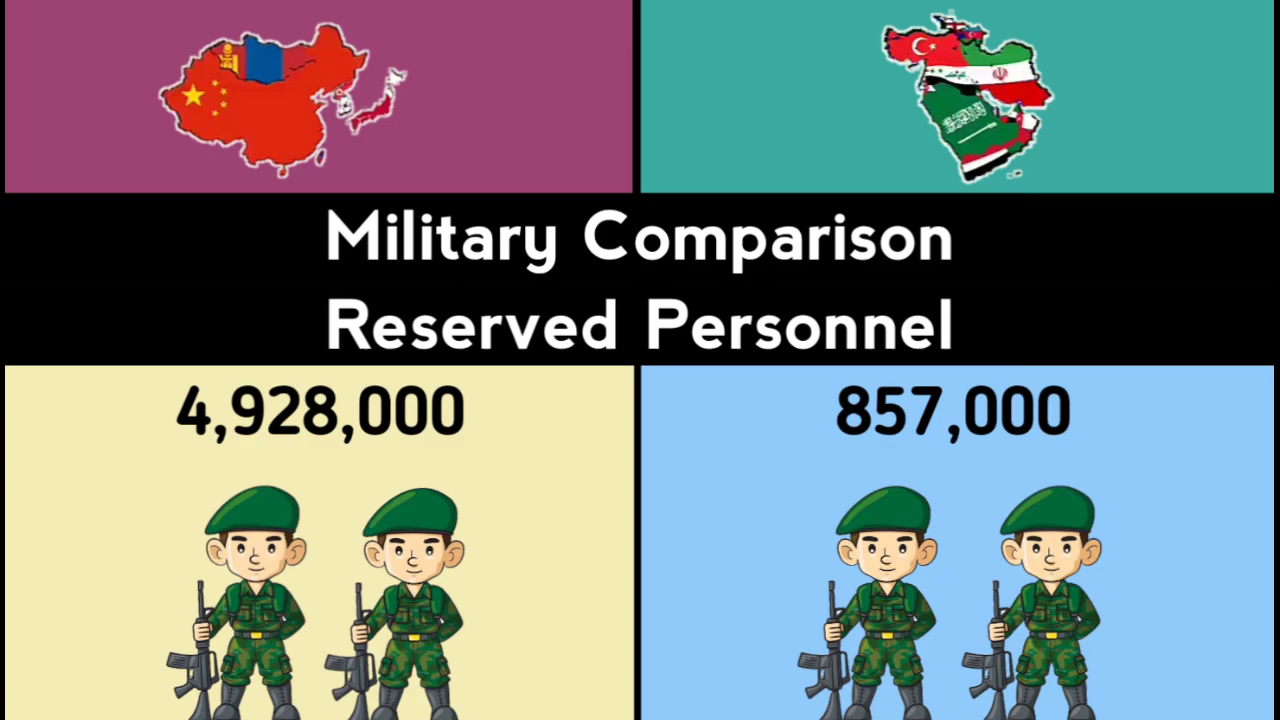 Military Comparison
Reserved Personnel
4,928,000
857,000